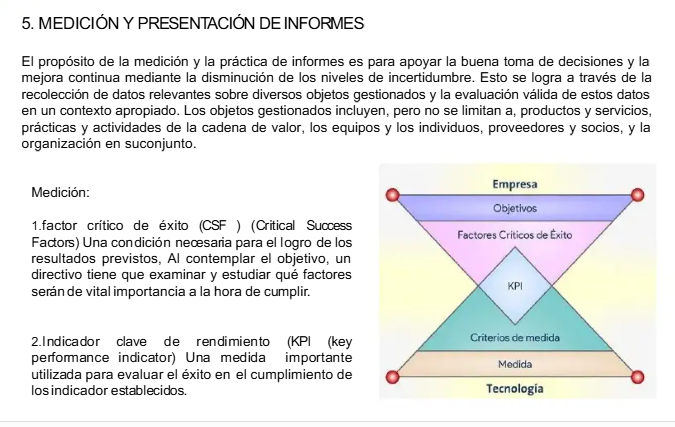 5. MEDICIÓN Y PRESENTACIÓN DE INFORMES
El propósito de la medición y la práctica de informes es para apoyar la buena toma de decisiones y la
mejora continua mediante la disminución de los niveles de incertidumbre. Esto se logra a través de la
recolección de datos relevantes sobre diversos objetos gestionados y la evaluación válida de estos datos
en un contexto apropiado. Los objetos gestionados incluyen, pero no se limitan a, productos y servicios,
prácticas y actividades de la cadena de valor, los equipos y los individuos, proveedores y socios, y la
organización en suconjunto.
Medición:
1.factor crítico de éxito (CSF ) (Critical Success
Factors) Una condición necesaria para el logro de los
resultados previstos, Al contemplar el objetivo, un
directivo tiene que examinar y estudiar qué factores
serán de vital importancia a la hora de cumplir.
2.Indicador clave de rendimiento (KPI (key
performance indicator) Una medida importante
utilizada para evaluar el éxito en el cumplimiento de
los indicador establecidos.
Empresa
Objetivos
Factores Críticos de Éxito
KPI
Criterios de medida
Medida
Tecnología